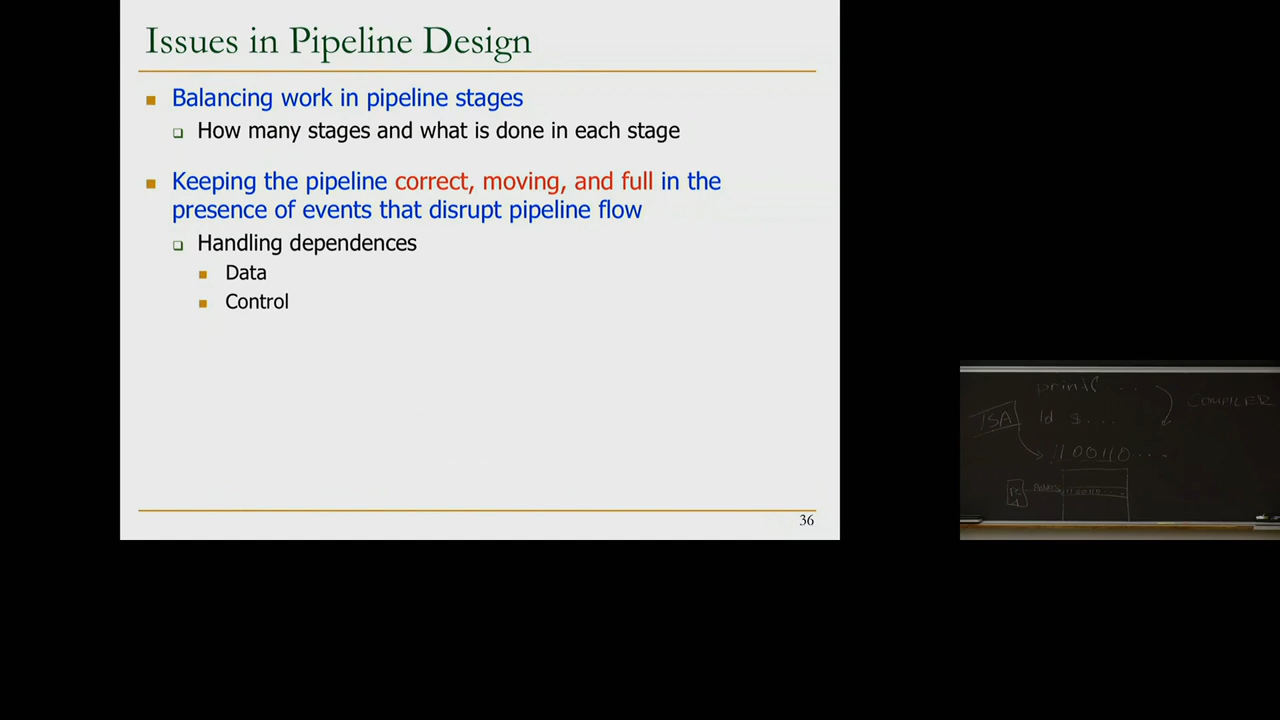 Issues in Pipeline Design
Balancing work in pipeline stages
How many stages and what is done in each stage
Keeping the pipeline correct, moving, and full in the
presence of events that disrupt pipeline flow
Handling dependences
Data
Control
36
printf ...
COMPILER
ISA
ld $....
1100110....